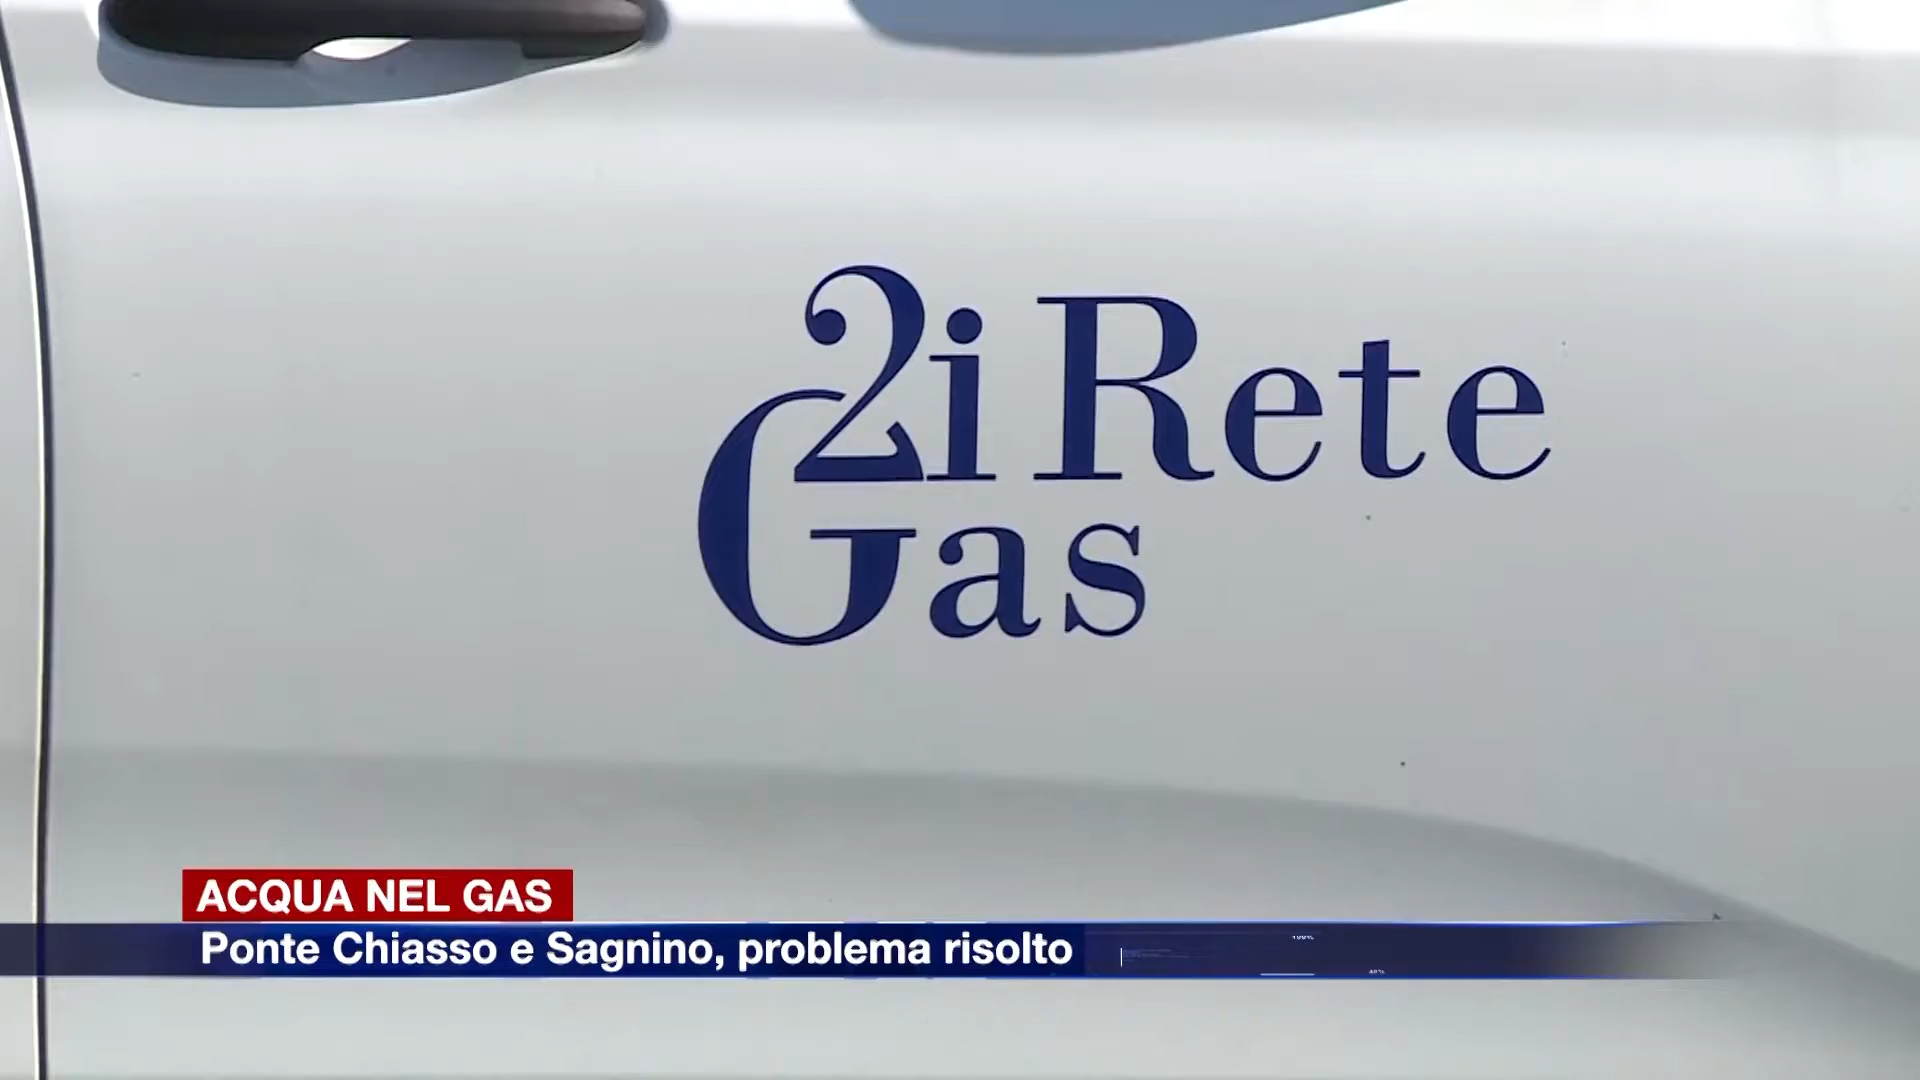 2i Rete
Gas
ACQUA NEL GAS
Ponte Chiasso e Sagnino, problema risolto